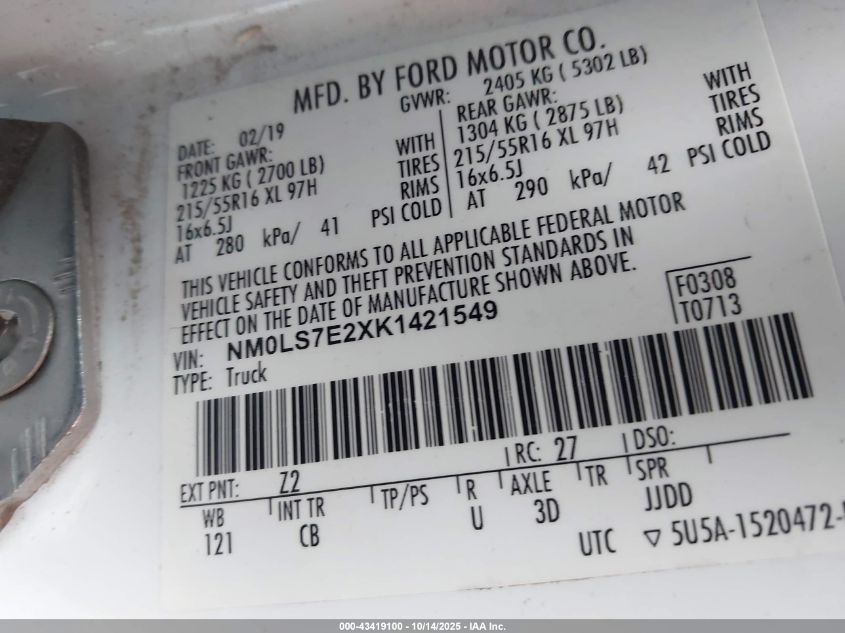 MFD. BY FORD MOTOR CO.
DATE: 02/19 GVWR: 2405 KG ( 5302 LB)
FRONT GAWR: REAR GAWR:
1225 KG ( 2700 LB) WITH 1304 KG ( 2875 LB) WITH
215/55R16 XL 97H TIRES 215/55R16 XL 97H TIRES
16x6.5J RIMS 16x6.5J RIMS
AT 280 kPa/ 41 PSI COLD AT 290 kPa/ 42 PSI COLD
THIS VEHICLE CONFORMS TO ALL APPLICABLE FEDERAL MOTOR
VEHICLE SAFETY AND THEFT PREVENTION STANDARDS IN
EFFECT ON THE DATE OF MANUFACTURE SHOWN ABOVE.
F0308
T0713
VIN: NM0LS7E2XK1421549
TYPE: Truck
EXT PNT: Z2 RC: 27 DSO:
WB INT TR TP/PS R AXLE TR SPR
121 CB U 3D JJDD
UTC ▽ 5U5A-1520472-
000-43419100 - 10/14/2025 - IAA Inc.